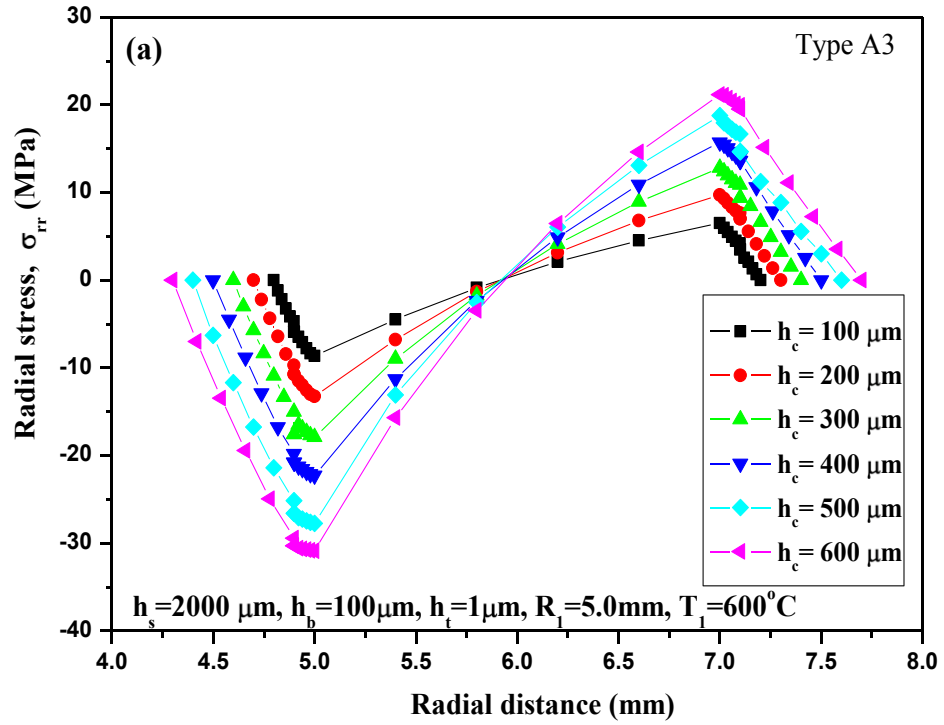 (a)
Type A3
Radial stress, σrr (MPa)
30
20
10
0
-10
-20
-30
-40
hc = 100 μm
hc = 200 μm
hc = 300 μm
hc = 400 μm
hc = 500 μm
hc = 600 μm
hs=2000 μm, hb=100μm, ht=1μm, R1=5.0mm, T1=600°C
4.0 4.5 5.0 5.5 6.0 6.5 7.0 7.5 8.0
Radial distance (mm)